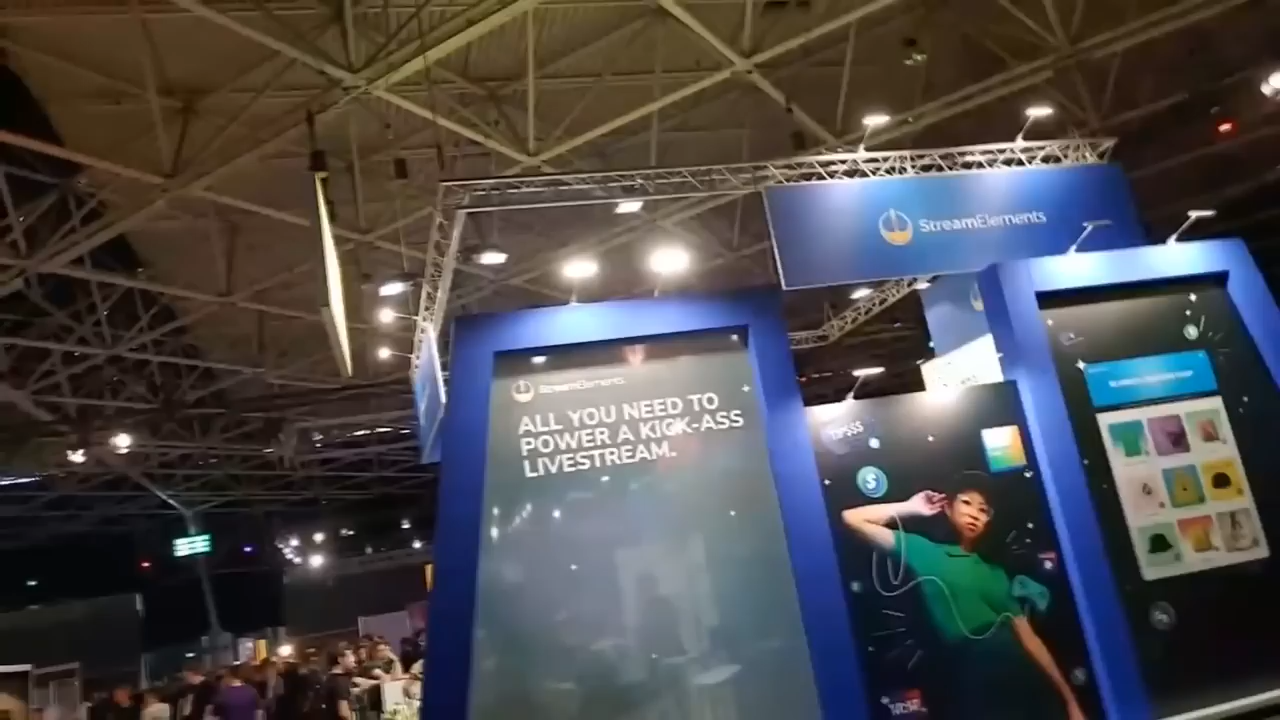 StreamElements
StreamElements
ALL YOU NEED TO
POWER A KICK-ASS
LIVESTREAM.
$